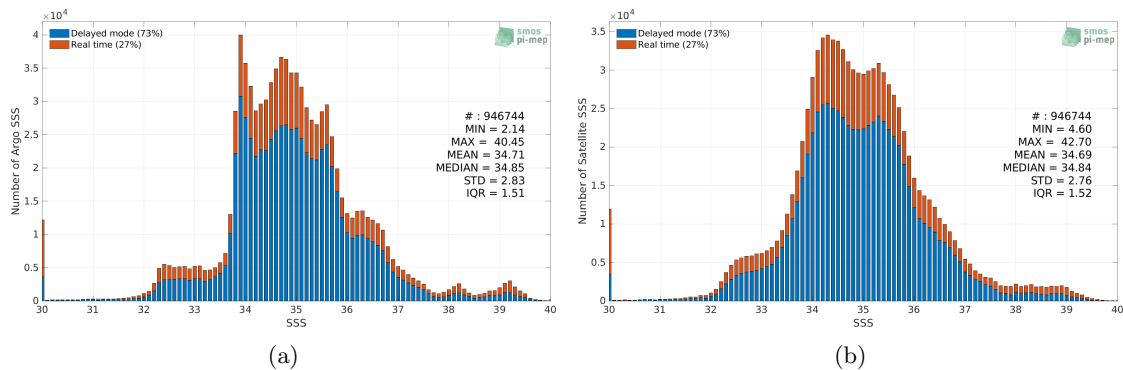 ×10⁴
Delayed mode (73%)
Real time (27%)
smos
pi-mep
4
3.5
3
2.5
2
1.5
1
0.5
0
Number of Argo SSS
# : 946744
MIN = 2.14
MAX = 40.45
MEAN = 34.71
MEDIAN = 34.85
STD = 2.83
IQR = 1.51
30 31 32 33 34 35 36 37 38 39 40
SSS
(a)
×10⁴
Delayed mode (73%)
Real time (27%)
smos
pi-mep
3.5
3
2.5
2
1.5
1
0.5
0
Number of Satellite SSS
# : 946744
MIN = 4.60
MAX = 42.70
MEAN = 34.69
MEDIAN = 34.84
STD = 2.76
IQR = 1.52
30 31 32 33 34 35 36 37 38 39 40
SSS
(b)